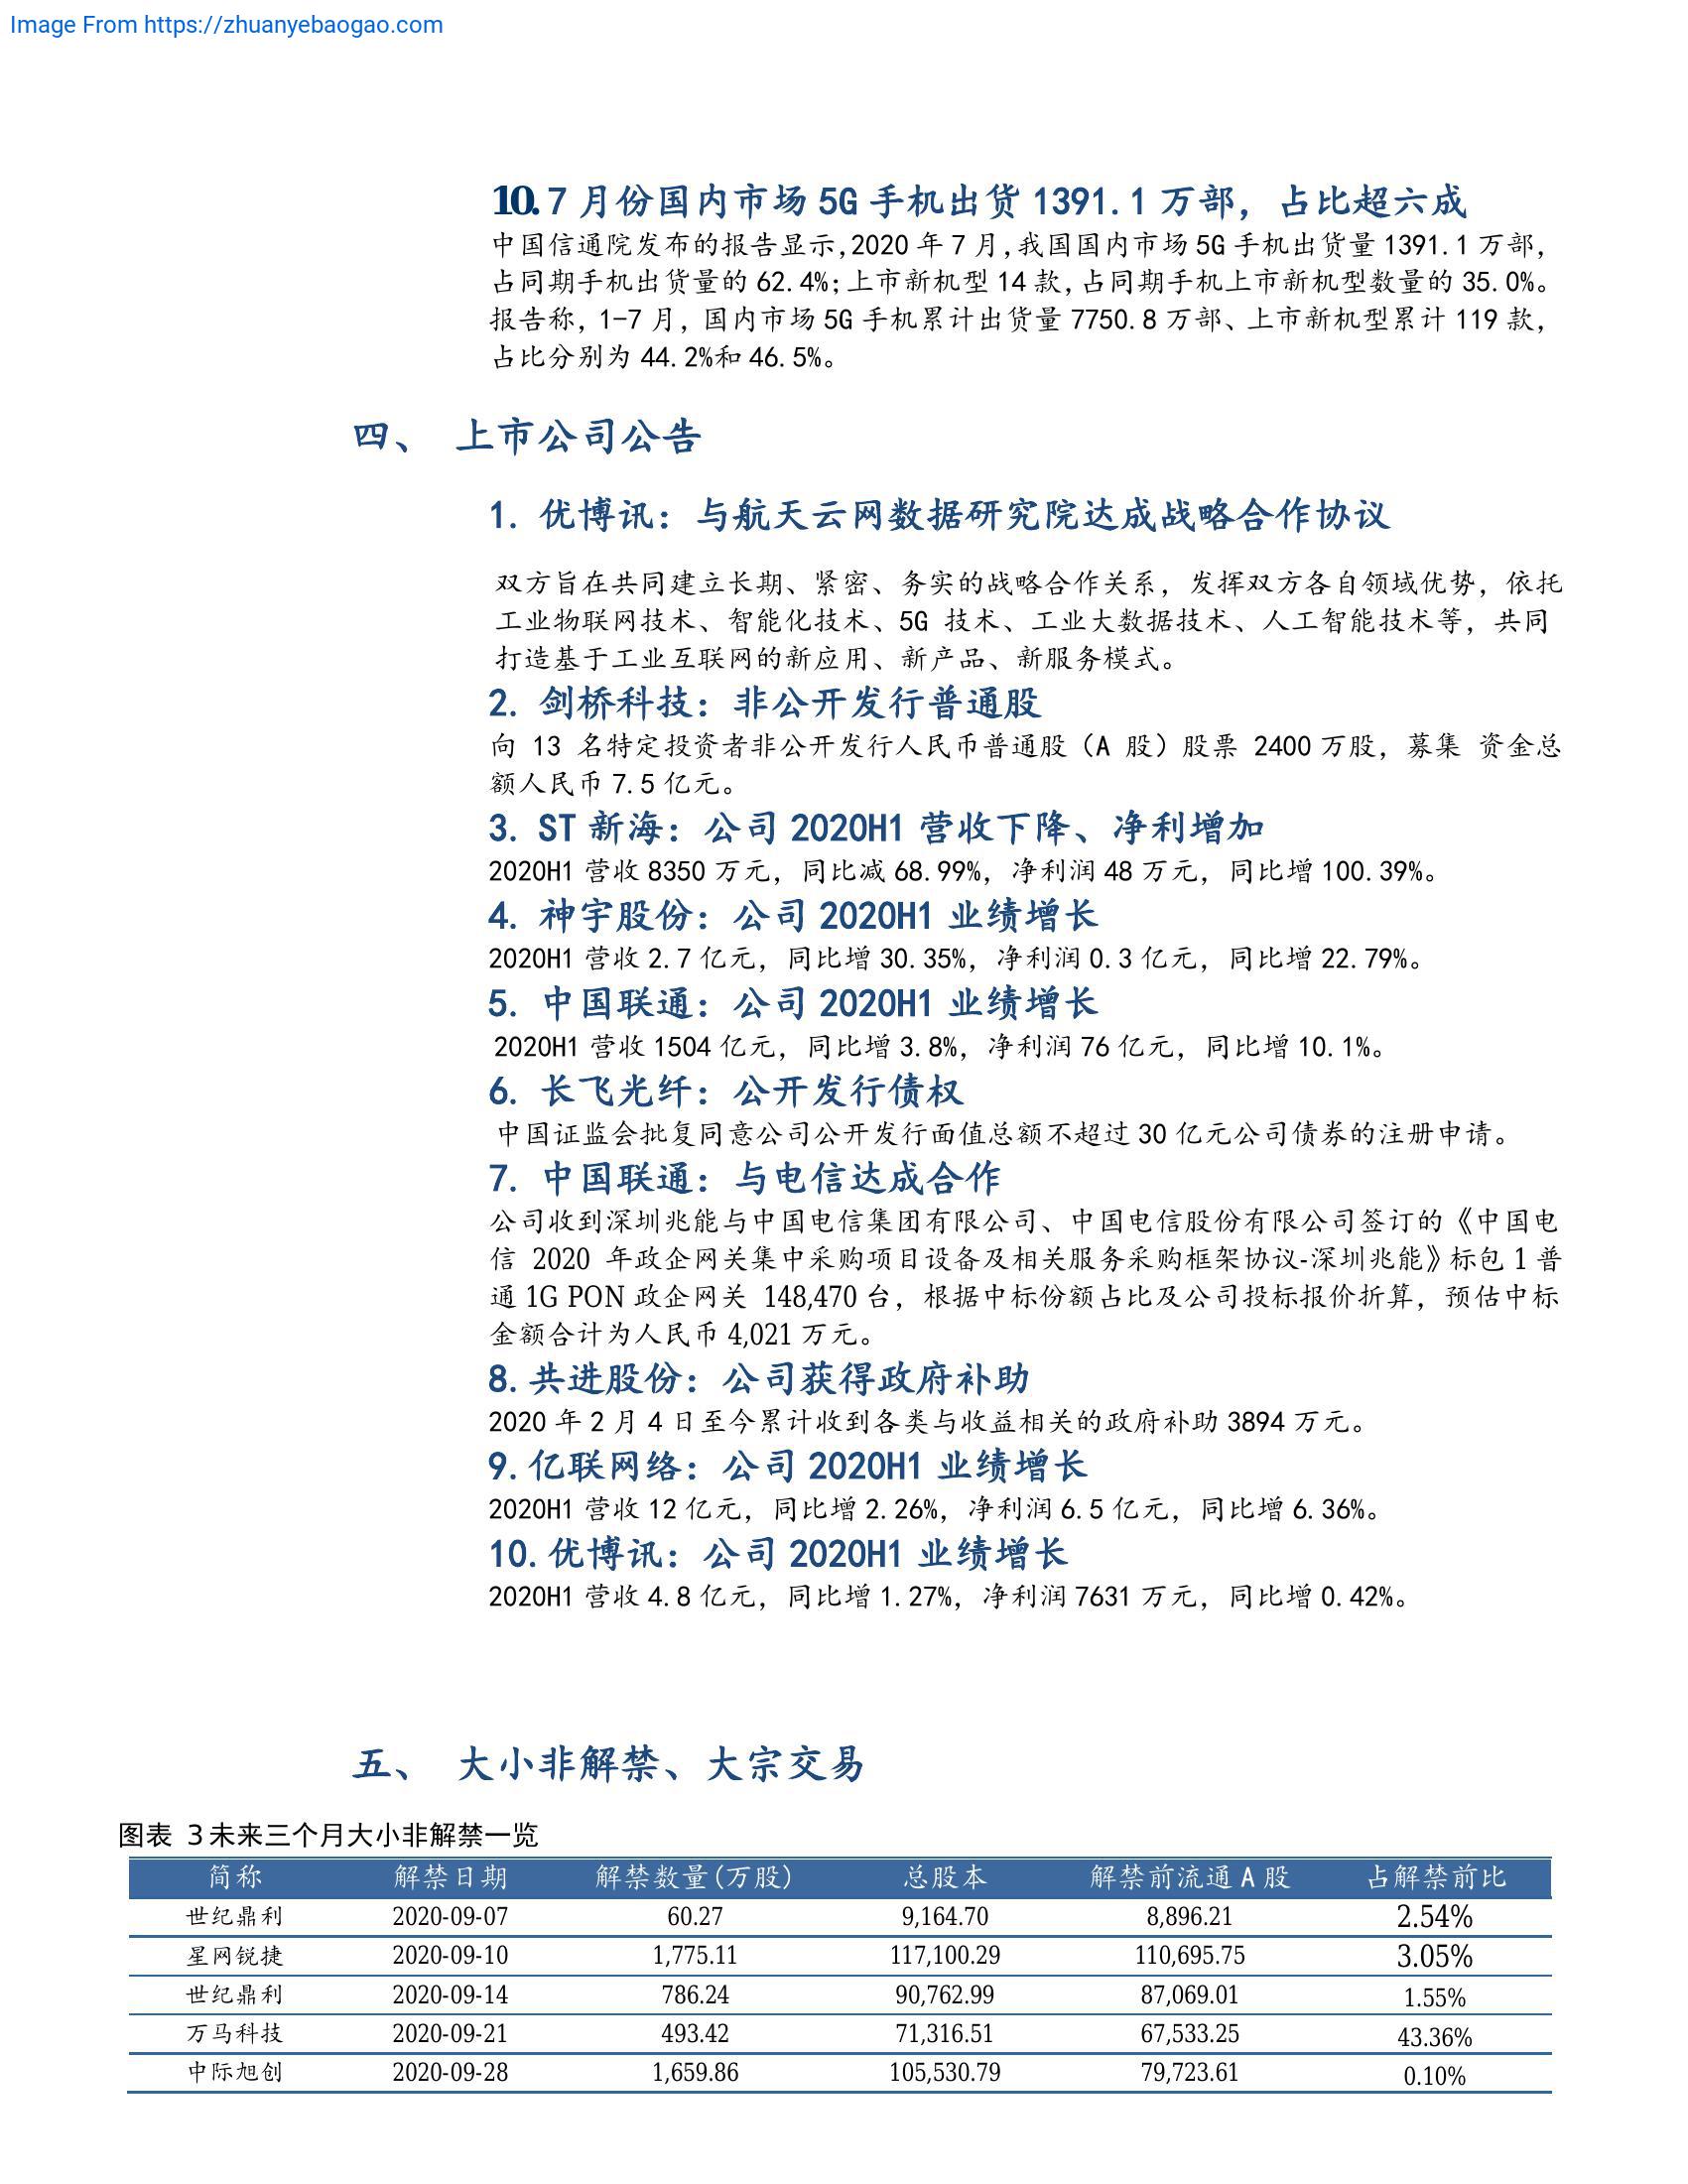 Image From https://zhuanyebaogao.com
10. 7 月份国内市场 5G 手机出货 1391.1 万部，占比超六成
中国信通院发布的报告显示,2020 年 7 月,我国国内市场 5G 手机出货量 1391.1 万部,
占同期手机出货量的 62.4%;上市新机型 14 款,占同期手机上市新机型数量的 35.0%。
报告称，1-7 月，国内市场 5G 手机累计出货量 7750.8 万部、上市新机型累计 119 款，
占比分别为 44.2%和 46.5%。
四、 上市公司公告
1. 优博讯：与航天云网数据研究院达成战略合作协议
双方旨在共同建立长期、紧密、务实的战略合作关系，发挥双方各自领域优势，依托
工业物联网技术、智能化技术、5G 技术、工业大数据技术、人工智能技术等，共同
打造基于工业互联网的新应用、新产品、新服务模式。
2. 剑桥科技：非公开发行普通股
向 13 名特定投资者非公开发行人民币普通股（A 股）股票 2400 万股，募集 资金总
额人民币 7.5 亿元。
3. ST 新海：公司 2020H1 营收下降、净利增加
2020H1 营收 8350 万元，同比减 68.99%，净利润 48 万元，同比增 100.39%。
4. 神宇股份：公司 2020H1 业绩增长
2020H1 营收 2.7 亿元，同比增 30.35%，净利润 0.3 亿元，同比增 22.79%。
5. 中国联通：公司 2020H1 业绩增长
2020H1 营收 1504 亿元，同比增 3.8%，净利润 76 亿元，同比增 10.1%。
6. 长飞光纤：公开发行债权
中国证监会批复同意公司公开发行面值总额不超过 30 亿元公司债券的注册申请。
7. 中国联通：与电信达成合作
公司收到深圳兆能与中国电信集团有限公司、中国电信股份有限公司签订的《中国电
信 2020 年政企网关集中采购项目设备及相关服务采购框架协议-深圳兆能》标包 1 普
通 1G PON 政企网关 148,470 台，根据中标份额占比及公司投标报价折算，预估中标
金额合计为人民币 4,021 万元。
8. 共进股份：公司获得政府补助
2020 年 2 月 4 日至今累计收到各类与收益相关的政府补助 3894 万元。
9. 亿联网络：公司 2020H1 业绩增长
2020H1 营收 12 亿元，同比增 2.26%，净利润 6.5 亿元，同比增 6.36%。
10. 优博讯：公司 2020H1 业绩增长
2020H1 营收 4.8 亿元，同比增 1.27%，净利润 7631 万元，同比增 0.42%。
五、 大小非解禁、大宗交易
图表 3 未来三个月大小非解禁一览
简称 解禁日期 解禁数量(万股) 总股本 解禁前流通 A 股 占解禁前比
世纪鼎利 2020-09-07 60.27 9,164.70 8,896.21 2.54%
星网锐捷 2020-09-10 1,775.11 117,100.29 110,695.75 3.05%
世纪鼎利 2020-09-14 786.24 90,762.99 87,069.01 1.55%
万马科技 2020-09-21 493.42 71,316.51 67,533.25 43.36%
中际旭创 2020-09-28 1,659.86 105,530.79 79,723.61 0.10%